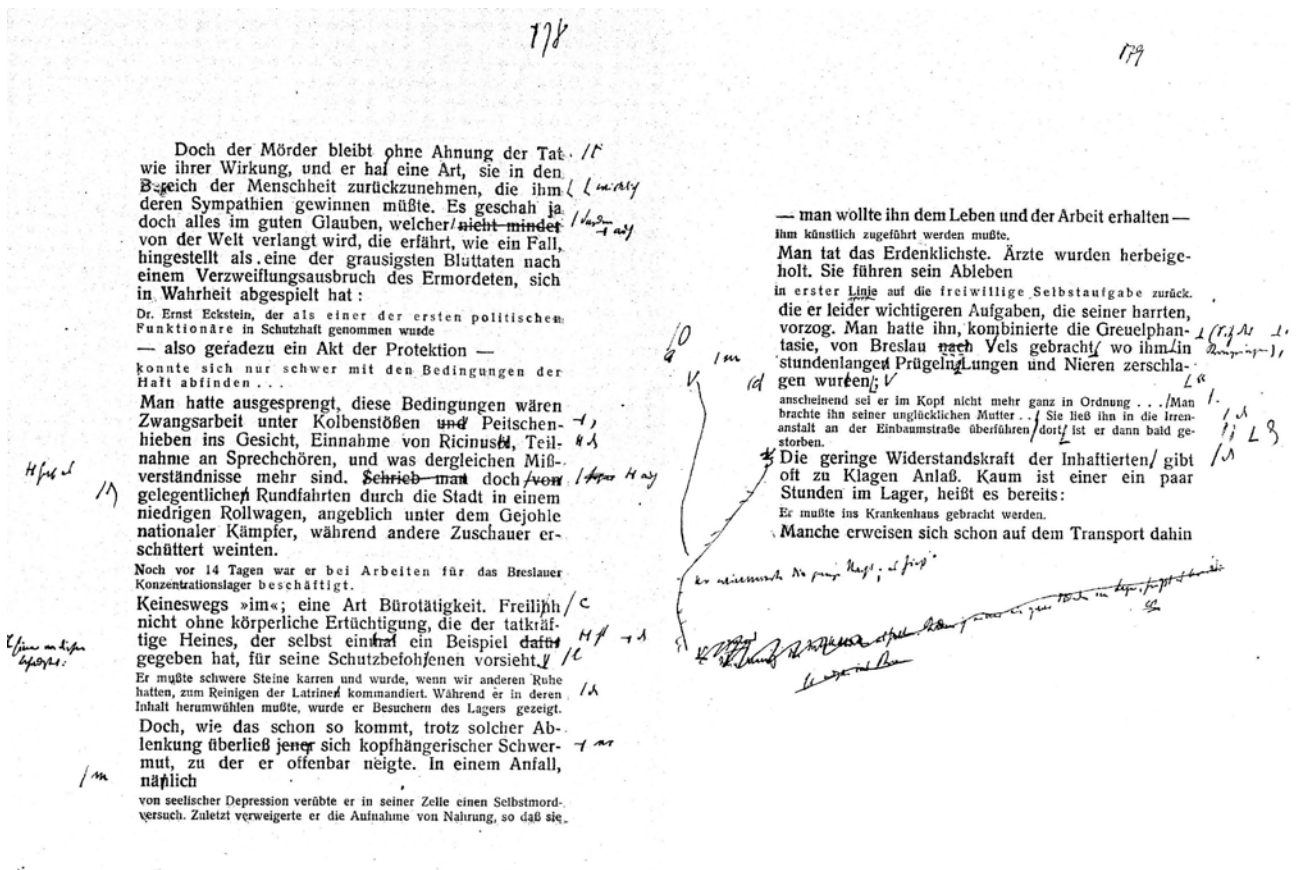 178
Doch der Mörder bleibt ohne Ahnung der Tat
wie ihrer Wirkung, und er hat eine Art, sie in den
Bereich der Menschheit zurückzunehmen, die ihm
deren Sympathien gewinnen müßte. Es geschah ja
doch alles im guten Glauben, welcher nicht minder
von der Welt verlangt wird, die erfährt, wie ein Fall,
hingestellt als eine der grausigsten Bluttaten nach
einem Verzweiflungsausbruch des Ermordeten, sich
in Wahrheit abgespielt hat:
Dr. Ernst Eckstein, der als einer der ersten politischen
Funktionäre in Schutzhaft genommen wurde
— also geradezu ein Akt der Protektion —
konnte sich nur schwer mit den Bedingungen der
Haft abfinden . . .
Man hatte ausgesprengt, diese Bedingungen wären
Zwangsarbeit unter Kolbenstößen und Peitschen-
hieben ins Gesicht, Einnahme von Ricinusöl, Teil-
nahme an Sprechchören, und was dergleichen Miß-
verständnisse mehr sind. Schrieb man doch von
gelegentlichen Rundfahrten durch die Stadt in einem
niedrigen Rollwagen, angeblich unter dem Gejohle
nationaler Kämpfer, während andere Zuschauer er-
schüttert weinten.
Noch vor 14 Tagen war er bei Arbeiten für das Breslauer
Konzentrationslager beschäftigt.
Keineswegs »im«; eine Art Bürotätigkeit. Freilihh
nicht ohne körperliche Ertüchtigung, die der tatkräf-
tige Heines, der selbst einmal ein Beispiel dafür
gegeben hat, für seine Schutzbefohlenen vorsieht.
Er mußte schwere Steine karren und wurde, wenn wir anderen Ruhe
hatten, zum Reinigen der Latrinen kommandiert. Während er in deren
Inhalt herumwühlen mußte, wurde er Besuchern des Lagers gezeigt.
Doch, wie das schon so kommt, trotz solcher Ab-
lenkung überließ jener sich kopfhängerischer Schwer-
mut, zu der er offenbar neigte. In einem Anfall,
nämlich
von seelischer Depression verübte er in seiner Zelle einen Selbstmord-
versuch. Zuletzt verweigerte er die Aufnahme von Nahrung, so daß sie
179
— man wollte ihn dem Leben und der Arbeit erhalten —
ihm künstlich zugeführt werden mußte.
Man tat das Erdenklichste. Ärzte wurden herbeige-
holt. Sie führen sein Ableben
in erster Linie auf die freiwillige Selbstaufgabe zurück.
die er leider wichtigeren Aufgaben, die seiner harrten,
vorzog. Man hatte ihn, kombinierte die Greuelphan-
tasie, von Breslau nach Oels gebracht, wo ihm in
stundenlangen Prügeln Lungen und Nieren zerschla-
gen wurden;
anscheinend sei er im Kopf nicht mehr ganz in Ordnung . . . Man
brachte ihn seiner unglücklichen Mutter . . Sie ließ ihn in die Irren-
anstalt an der Einbaumstraße überführen dort ist er dann bald ge-
storben.
Die geringe Widerstandskraft der Inhaftierten gibt
oft zu Klagen Anlaß. Kaum ist einer ein paar
Stunden im Lager, heißt es bereits:
Er mußte ins Krankenhaus gebracht werden.
Manche erweisen sich schon auf dem Transport dahin